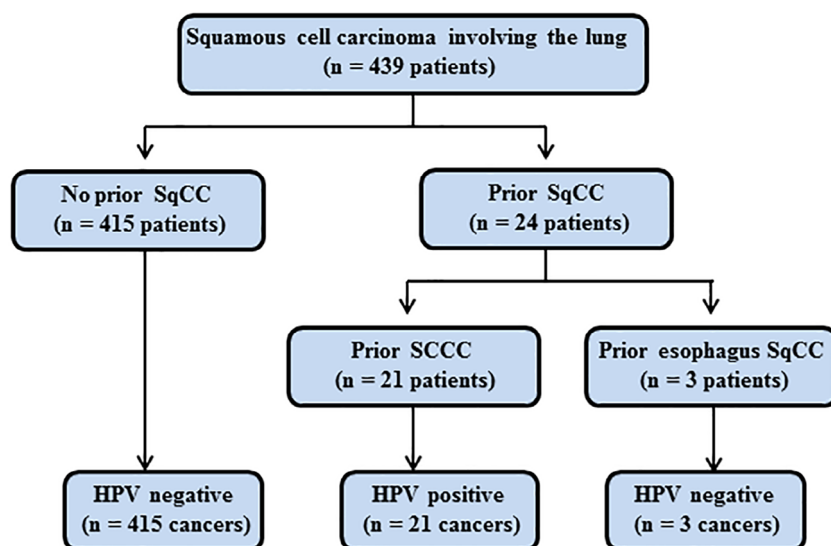 Squamous cell carcinoma involving the lung
(n = 439 patients)
No prior SqCC
(n = 415 patients)
Prior SqCC
(n = 24 patients)
Prior SCCC
(n = 21 patients)
Prior esophagus SqCC
(n = 3 patients)
HPV negative
(n = 415 cancers)
HPV positive
(n = 21 cancers)
HPV negative
(n = 3 cancers)